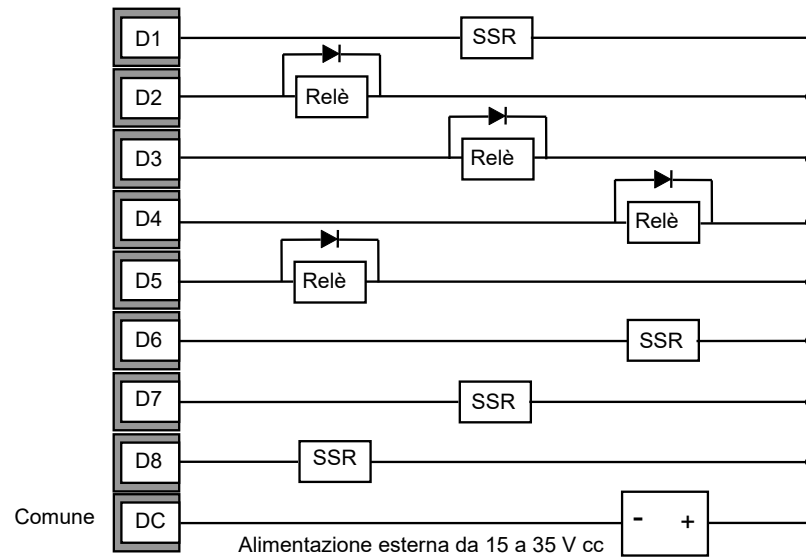 D1 SSR
D2 Relè
D3 Relè
D4 Relè
D5 Relè
D6 SSR
D7 SSR
D8 SSR
Comune DC - +
Alimentazione esterna da 15 a 35 V cc